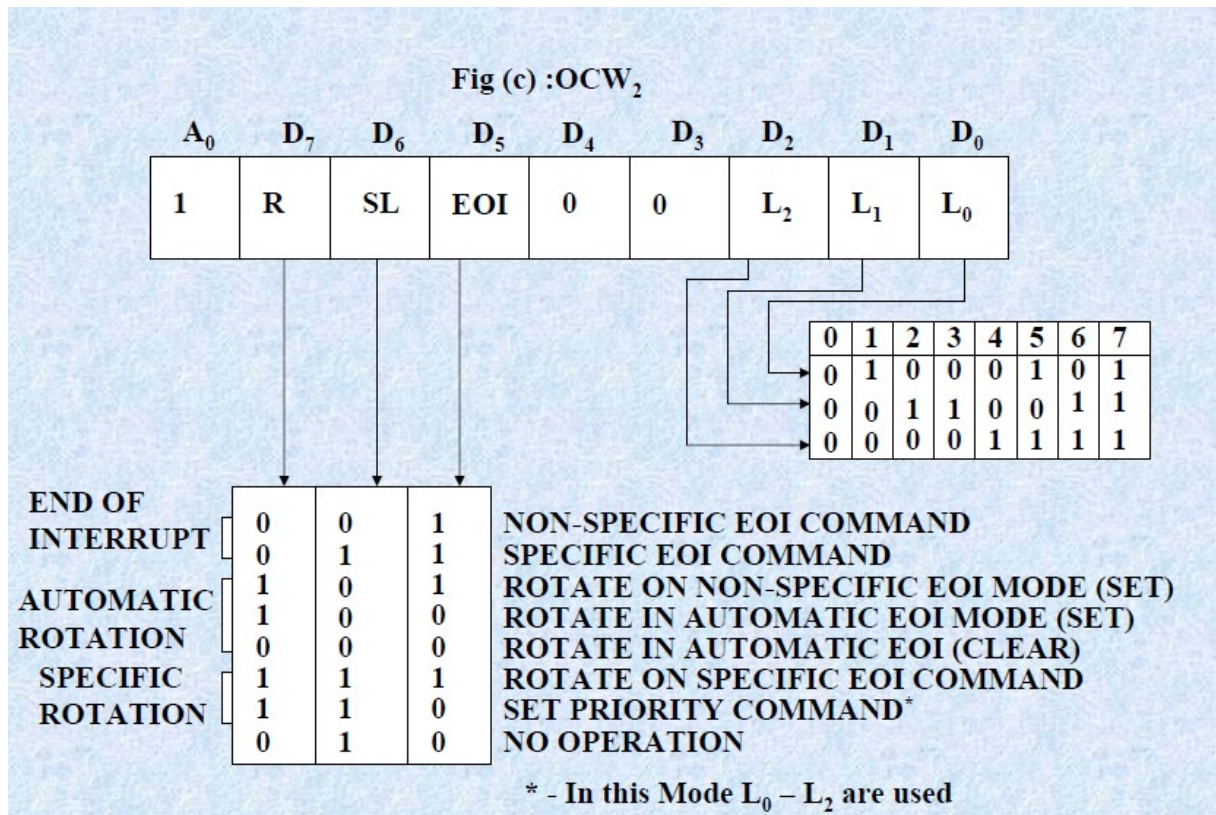 Fig (c) :OCW₂
A₀ D₇ D₆ D₅ D₄ D₃ D₂ D₁ D₀
1 R SL EOI 0 0 L₂ L₁ L₀
0 1 2 3 4 5 6 7
0 1 0 0 0 1 0 1
0 0 1 1 0 0 1 1
0 0 0 0 1 1 1 1
END OF
INTERRUPT
0 0 1 NON-SPECIFIC EOI COMMAND
0 1 1 SPECIFIC EOI COMMAND
AUTOMATIC
ROTATION
1 0 1 ROTATE ON NON-SPECIFIC EOI MODE (SET)
1 0 0 ROTATE IN AUTOMATIC EOI MODE (SET)
0 0 0 ROTATE IN AUTOMATIC EOI (CLEAR)
SPECIFIC
ROTATION
1 1 1 ROTATE ON SPECIFIC EOI COMMAND
1 1 0 SET PRIORITY COMMAND*
0 1 0 NO OPERATION
* - In this Mode L₀ – L₂ are used